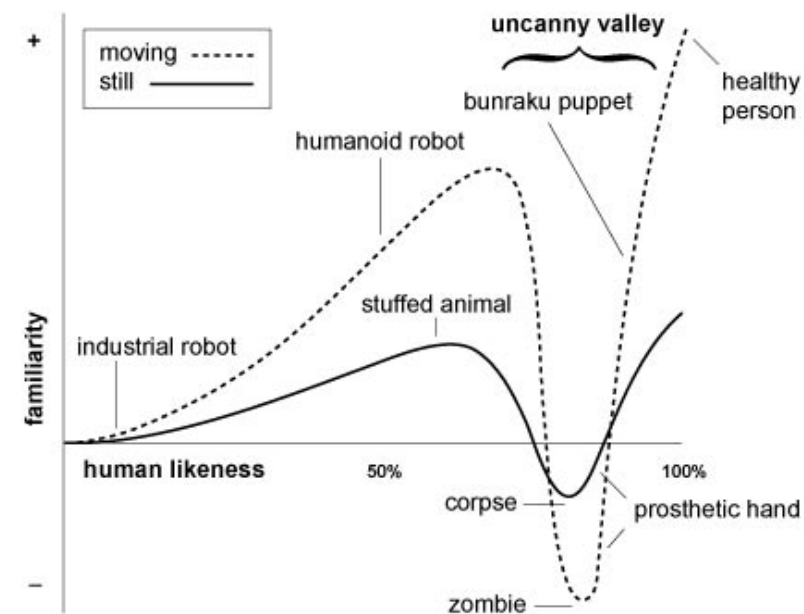 +
uncanny valley
moving
still
healthy
person
bunraku puppet
humanoid robot
stuffed animal
industrial robot
familiarity
human likeness
50%
100%
corpse
prosthetic hand
–
zombie